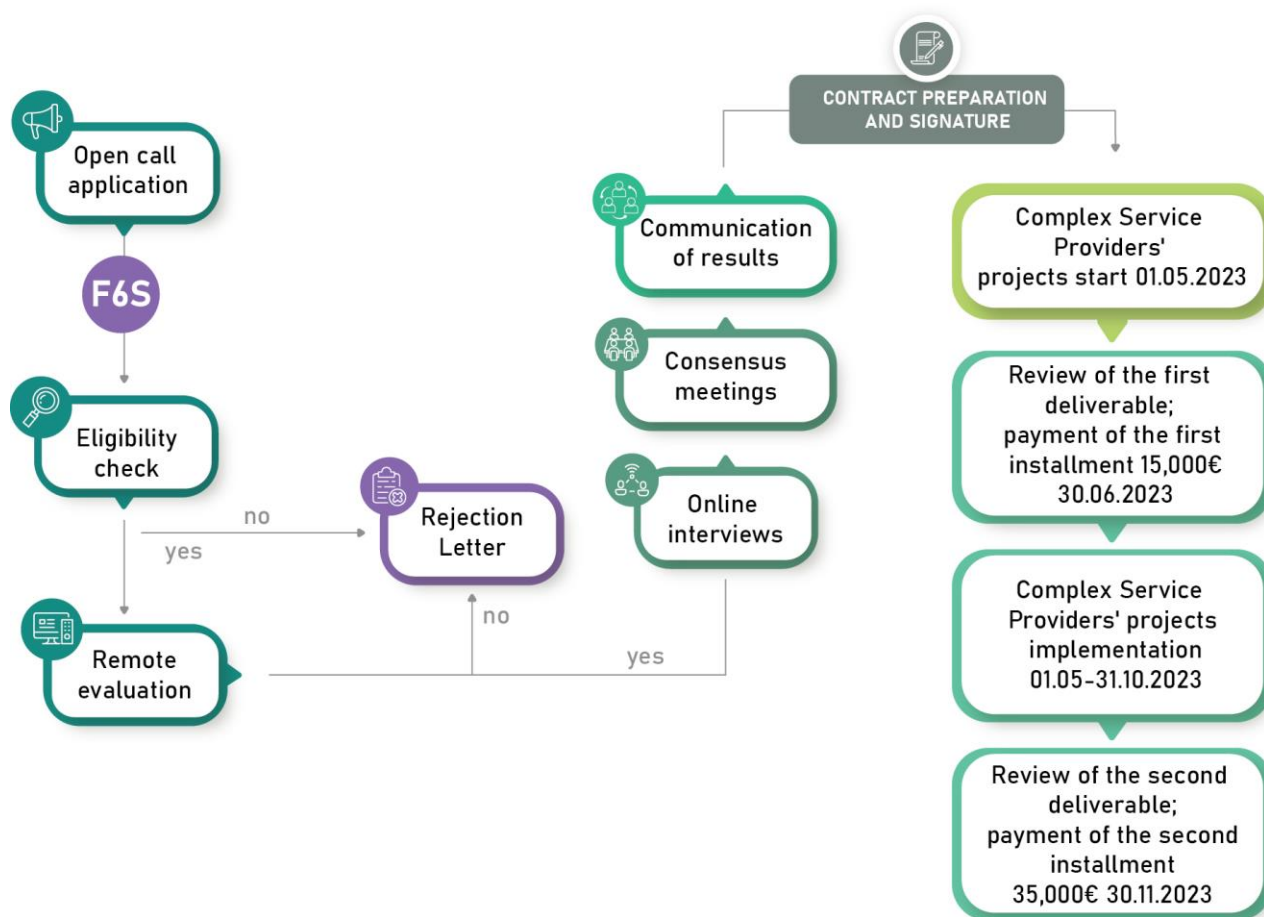 Open call
application
F6S
Eligibility
check
no
yes
Remote
evaluation
Rejection
Letter
no
yes
Online
interviews
Consensus
meetings
Communication
of results
CONTRACT PREPARATION
AND SIGNATURE
Complex Service
Providers'
projects start 01.05.2023
Review of the first
deliverable;
payment of the first
installment 15,000€
30.06.2023
Complex Service
Providers' projects
implementation
01.05-31.10.2023
Review of the second
deliverable;
payment of the second
installment
35,000€ 30.11.2023